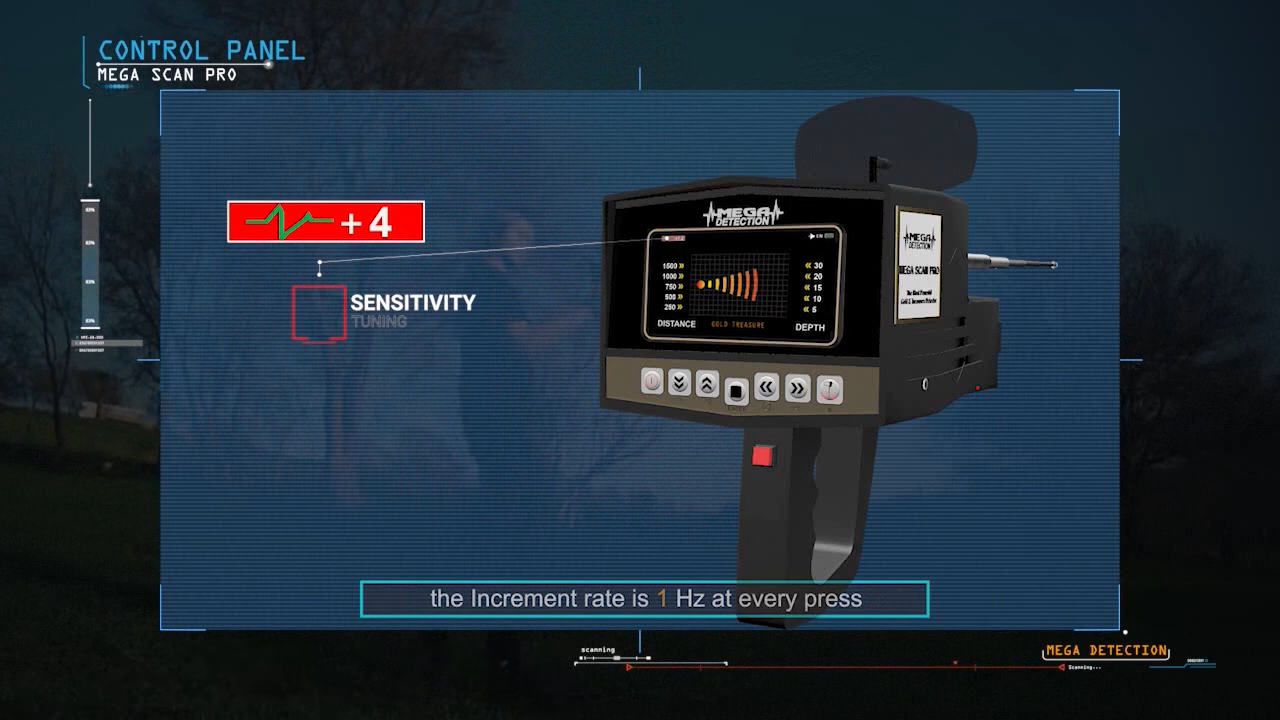 CONTROL PANEL
MEGA SCAN PRO
+4
SENSITIVITY
TUNING
MEGA
DETECTION
EN
1500
1000
750
500
250
30
20
15
10
5
DISTANCE
GOLD TREASURE
DEPTH
MEGA
DETECTION
MEGA SCAN PRO
the Increment rate is 1 Hz at every press
scanning
MEGA DETECTION
Scanning...